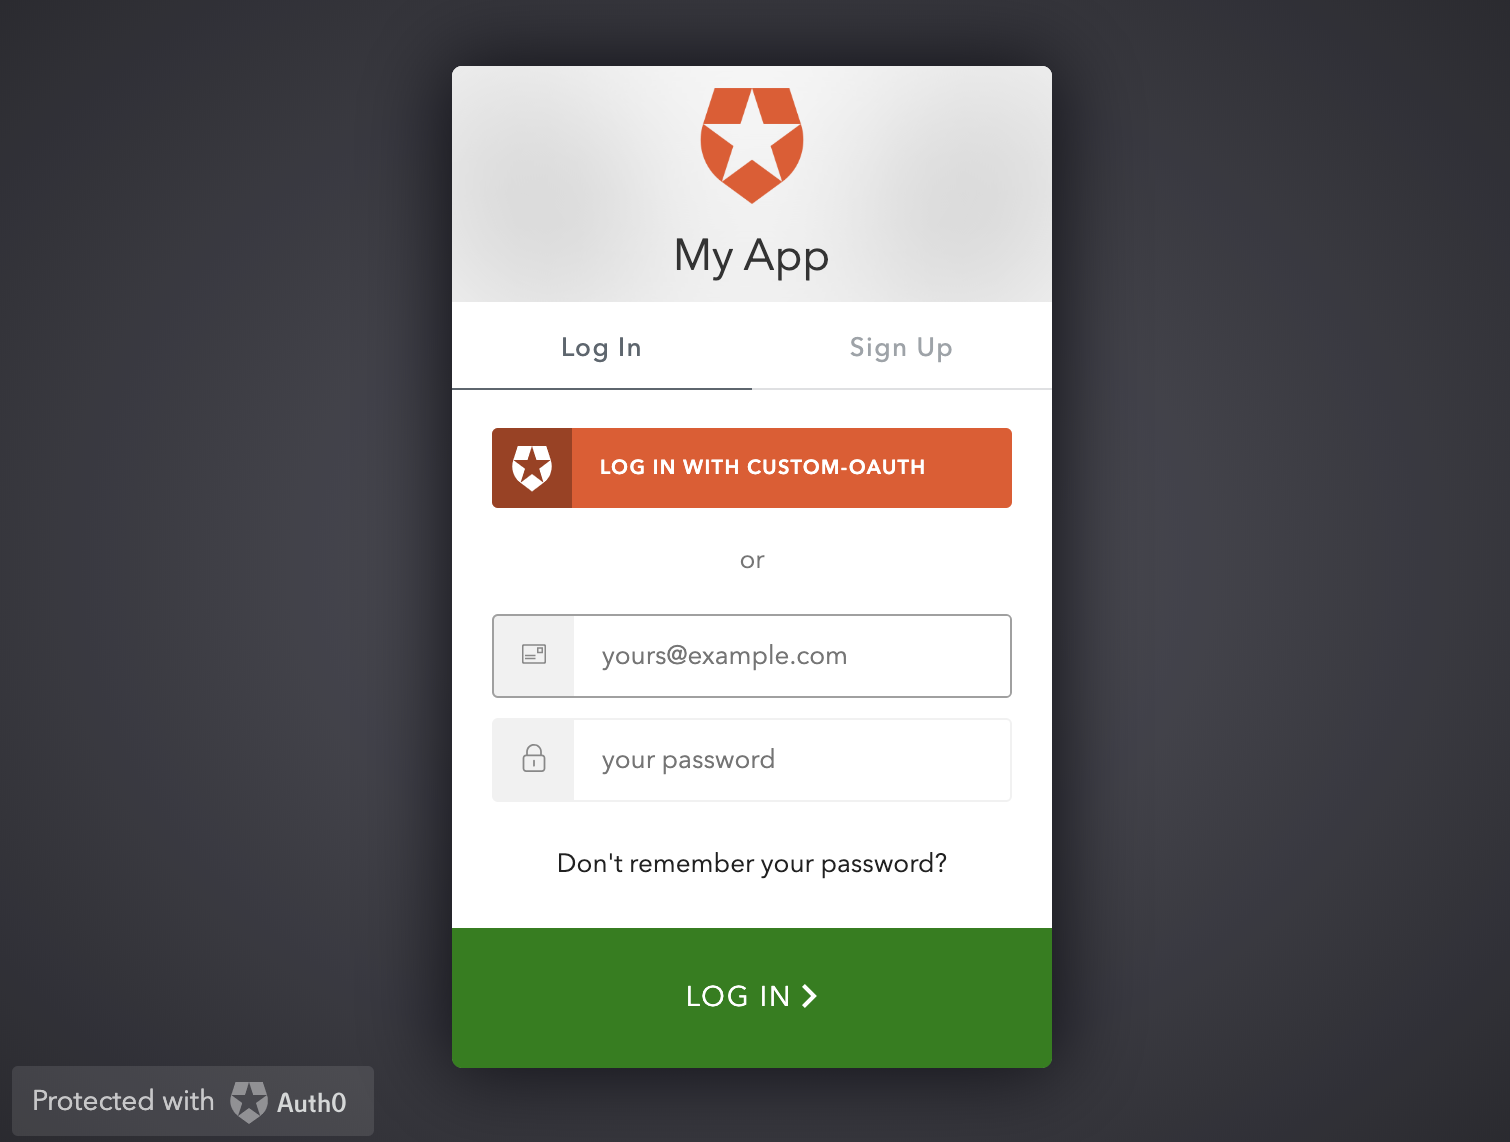 My App
Log In
Sign Up
LOG IN WITH CUSTOM-OAUTH
or
yours@example.com
your password
Don't remember your password?
LOG IN
Protected with Auth0